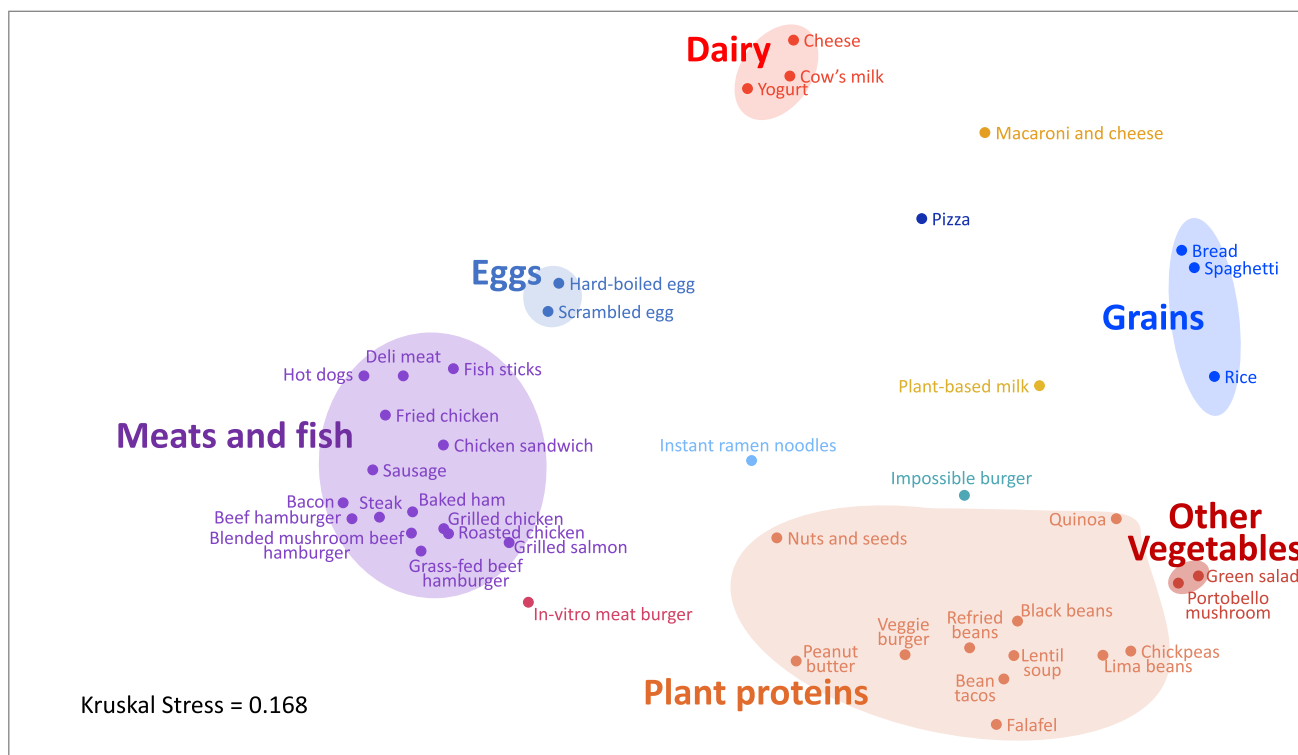 Dairy
Cheese
Cow's milk
Yogurt
Macaroni and cheese
Pizza
Bread
Spaghetti
Eggs
Hard-boiled egg
Scrambled egg
Grains
Deli meat
Fish sticks
Hot dogs
Rice
Plant-based milk
Fried chicken
Meats and fish
Chicken sandwich
Instant ramen noodles
Sausage
Impossible burger
Bacon
Steak
Baked ham
Beef hamburger
Grilled chicken
Roasted chicken
Blended mushroom beef
hamburger
Grilled salmon
Grass-fed beef
hamburger
Quinoa
Other
Vegetables
Nuts and seeds
Green salad
Portobello
mushroom
In-vitro meat burger
Black beans
Refried
beans
Veggie
burger
Peanut
butter
Lentil
soup
Chickpeas
Lima beans
Bean
tacos
Plant proteins
Falafel
Kruskal Stress = 0.168